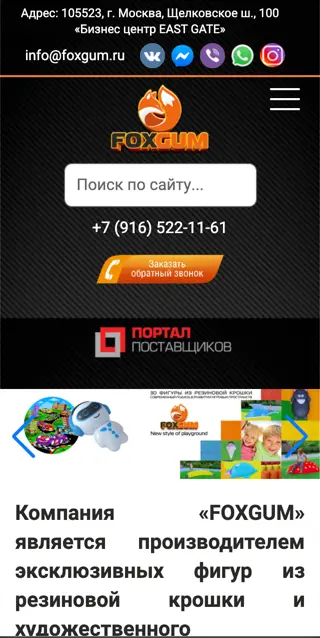 Адрес: 105523, г. Москва, Щелковское ш., 100
«Бизнес центр EAST GATE»
info@foxgum.ru
FOXGUM
Поиск по сайту...
+7 (916) 522-11-61
Заказать
обратный звонок
ПОРТАЛ
ПОСТАВЩИКОВ
3D ФИГУРЫ ИЗ РЕЗИНОВОЙ КРОШКИ
FOXGUM
New style of playground
Компания «FOXGUM»
является производителем
эксклюзивных фигур из
резиновой крошки и
художественного